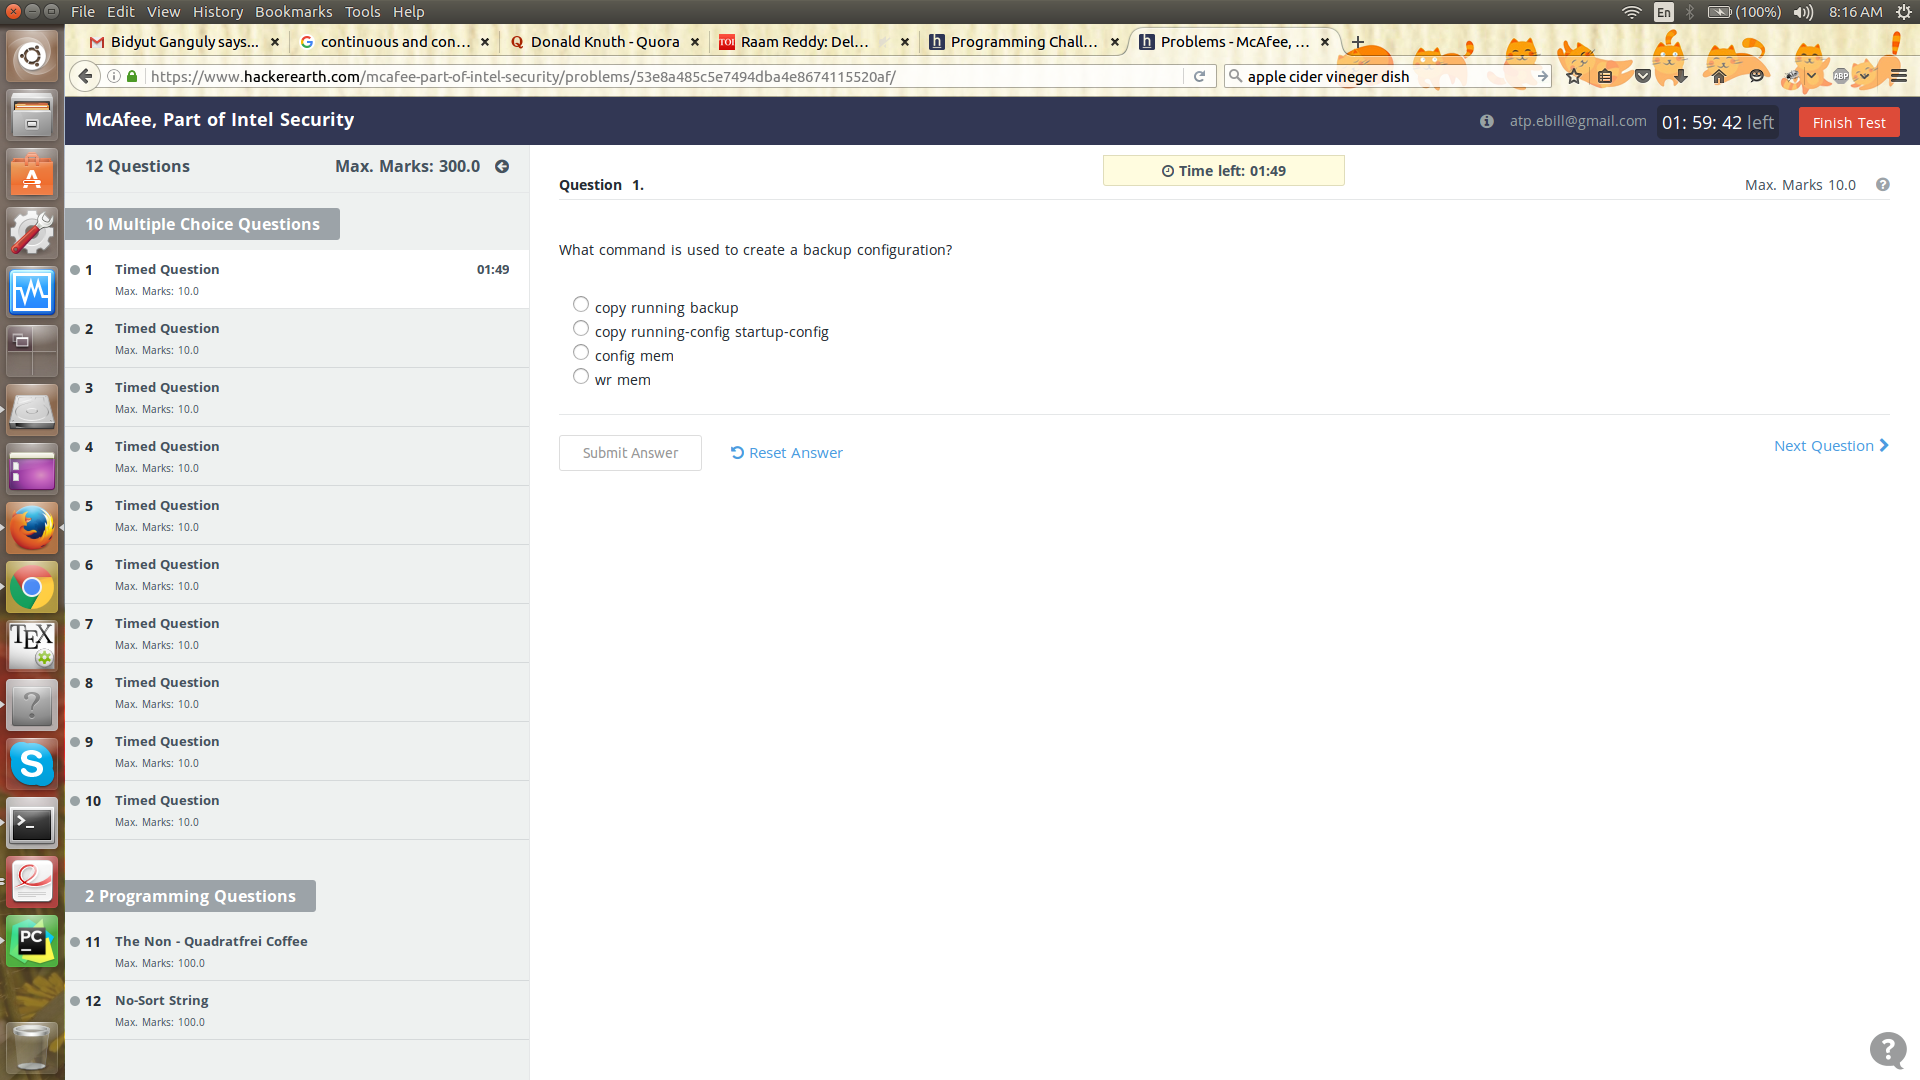 File Edit View History Bookmarks Tools Help
En (100%) 8:16 AM
Bidyut Ganguly says... continuous and con... Donald Knuth - Quora TOI Raam Reddy: Del... Programming Chall... Problems - McAfee, ...
https://www.hackerearth.com/mcafee-part-of-intel-security/problems/53e8a485c5e7494dba4e8674115520af/
apple cider vineger dish
ABP
McAfee, Part of Intel Security
atp.ebill@gmail.com
01: 59: 42 left
Finish Test
12 Questions
Max. Marks: 300.0
10 Multiple Choice Questions
1 Timed Question 01:49
Max. Marks: 10.0
2 Timed Question
Max. Marks: 10.0
3 Timed Question
Max. Marks: 10.0
4 Timed Question
Max. Marks: 10.0
5 Timed Question
Max. Marks: 10.0
6 Timed Question
Max. Marks: 10.0
7 Timed Question
Max. Marks: 10.0
8 Timed Question
Max. Marks: 10.0
9 Timed Question
Max. Marks: 10.0
10 Timed Question
Max. Marks: 10.0
2 Programming Questions
11 The Non - Quadratfrei Coffee
Max. Marks: 100.0
12 No-Sort String
Max. Marks: 100.0
Time left: 01:49
Question 1.
Max. Marks 10.0
What command is used to create a backup configuration?
copy running backup
copy running-config startup-config
config mem
wr mem
Submit Answer
Reset Answer
Next Question
TEX
S
PC